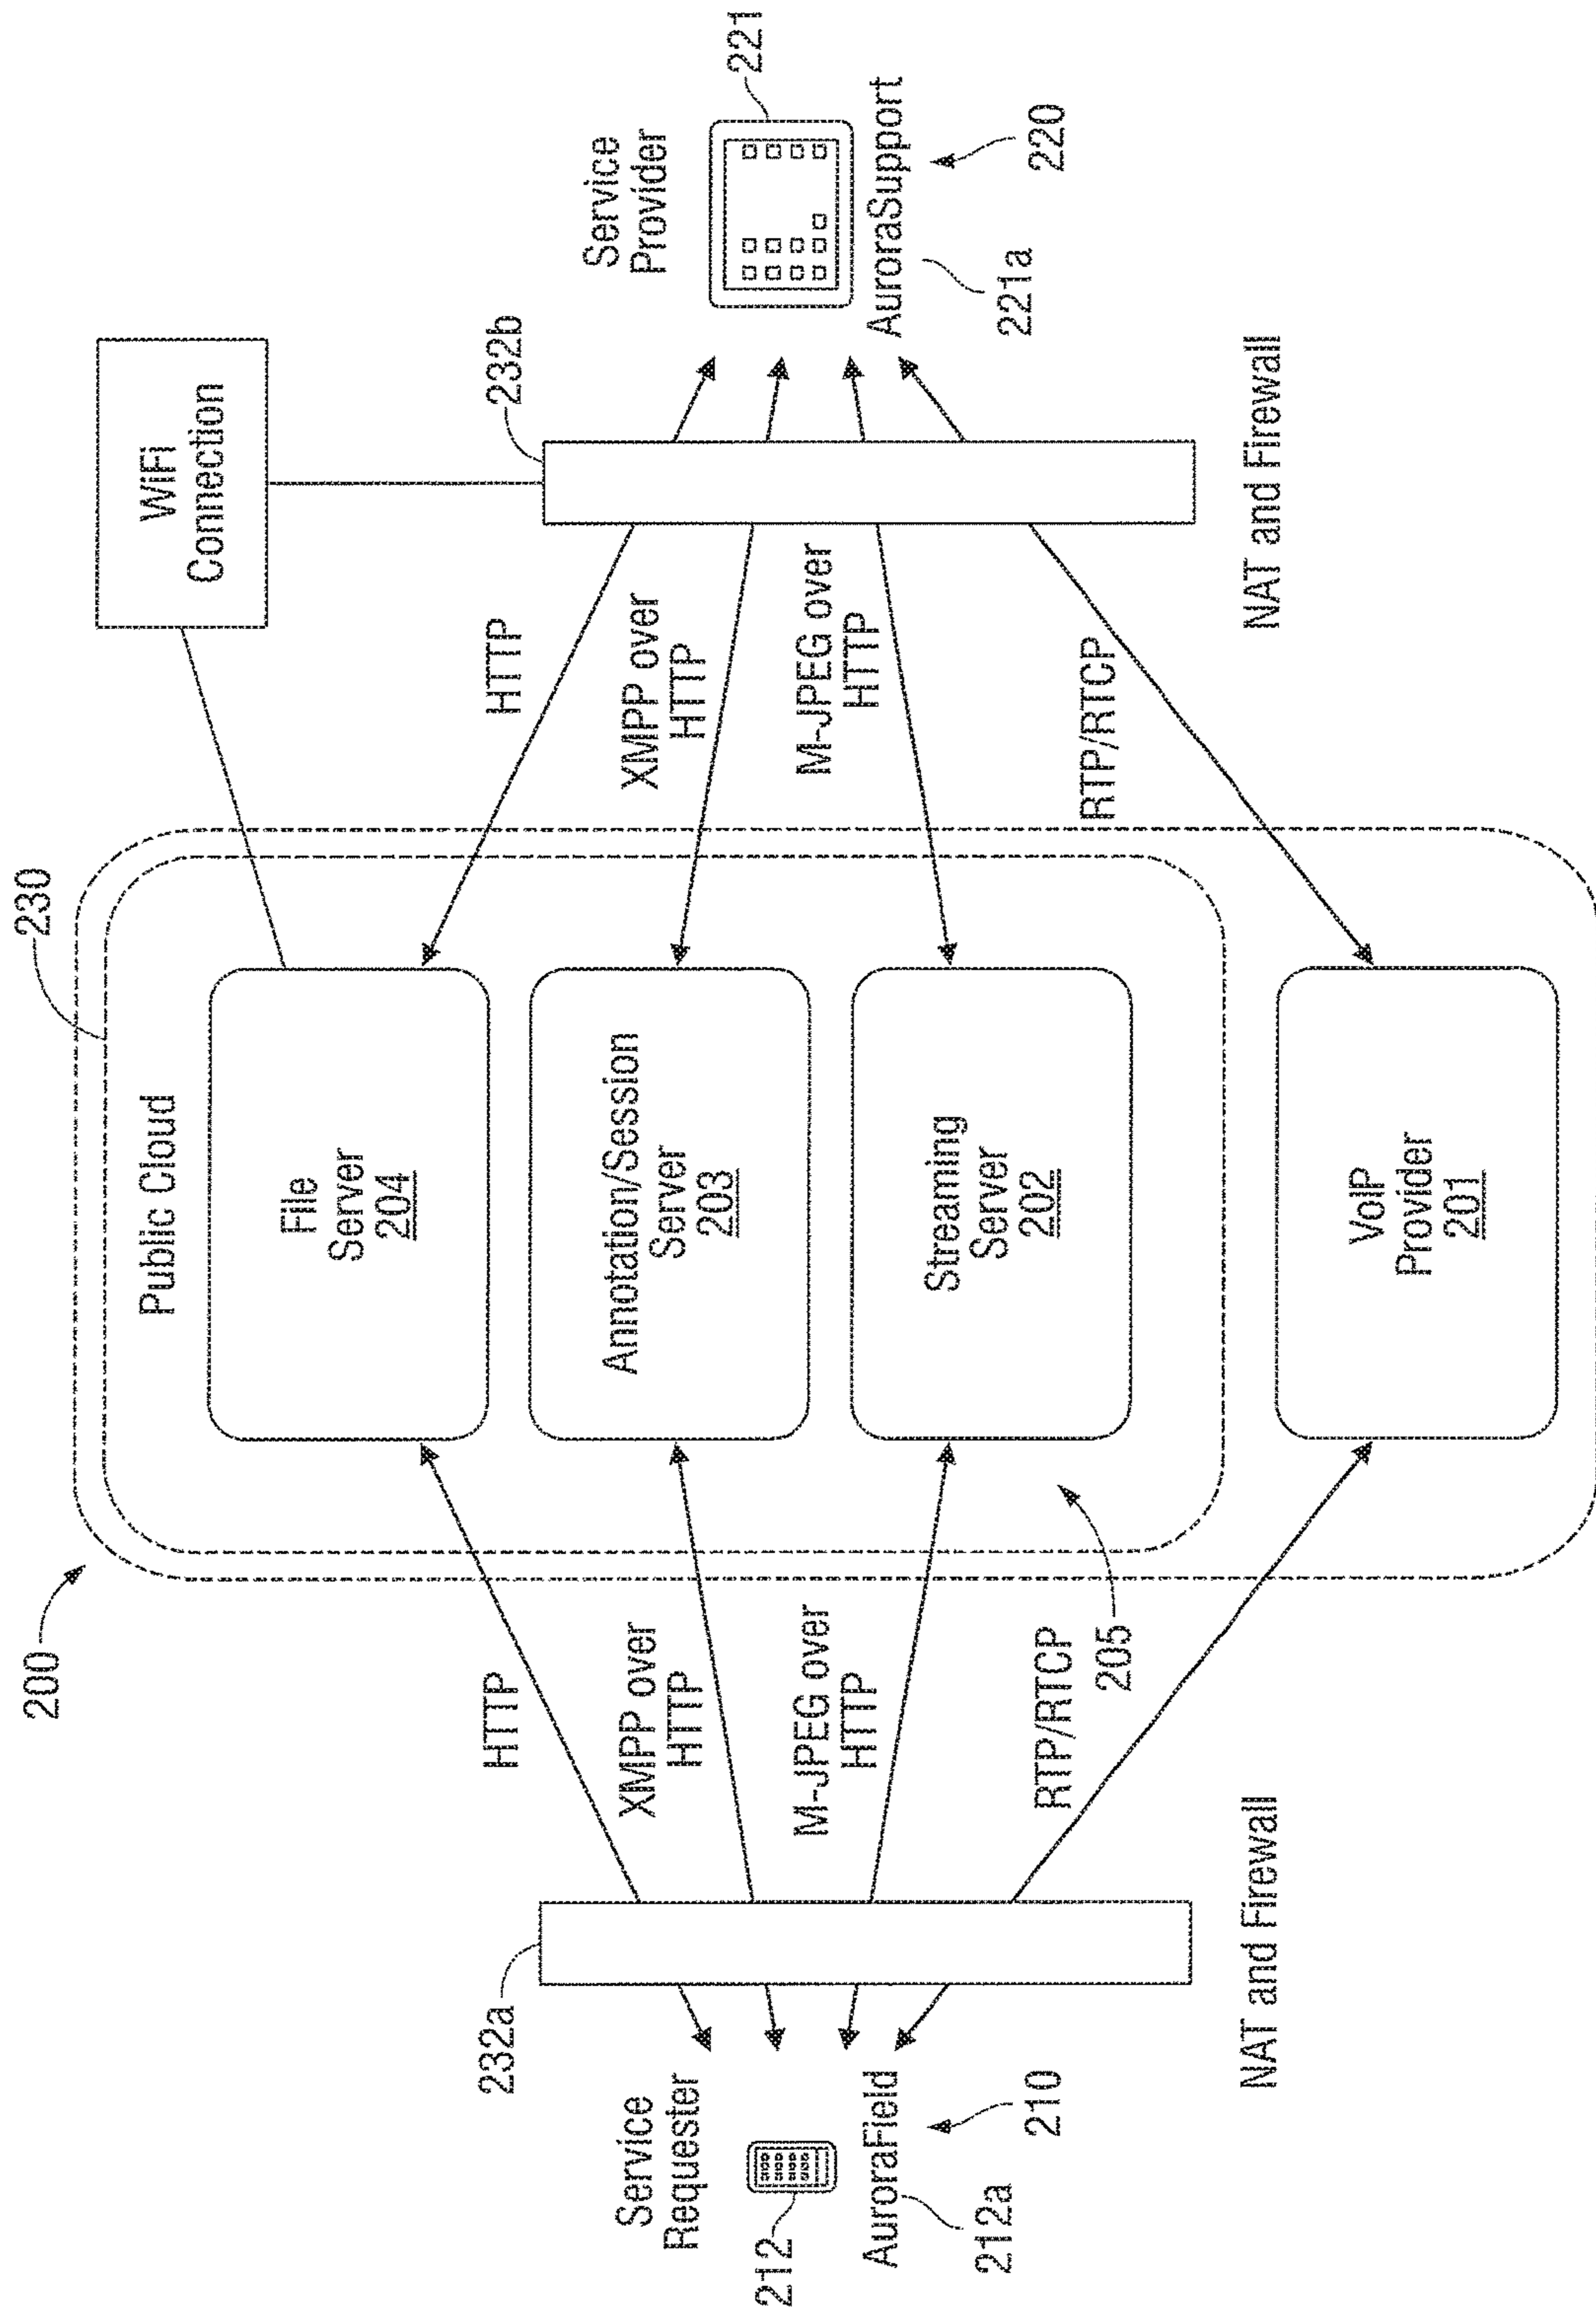 200
230
Public Cloud
File
Server
204
Annotation/Session
Server
203
Streaming
Server
202
205
VoIP
Provider
201
WiFi
Connection
HTTP
XMPP over
HTTP
M-JPEG over
HTTP
RTP/RTCP
232a
NAT and Firewall
Service
Requester
212
AuroraField
212a
210
HTTP
XMPP over
HTTP
M-JPEG over
HTTP
RTP/RTCP
232b
NAT and Firewall
Service
Provider
221
AuroraSupport
221a
220